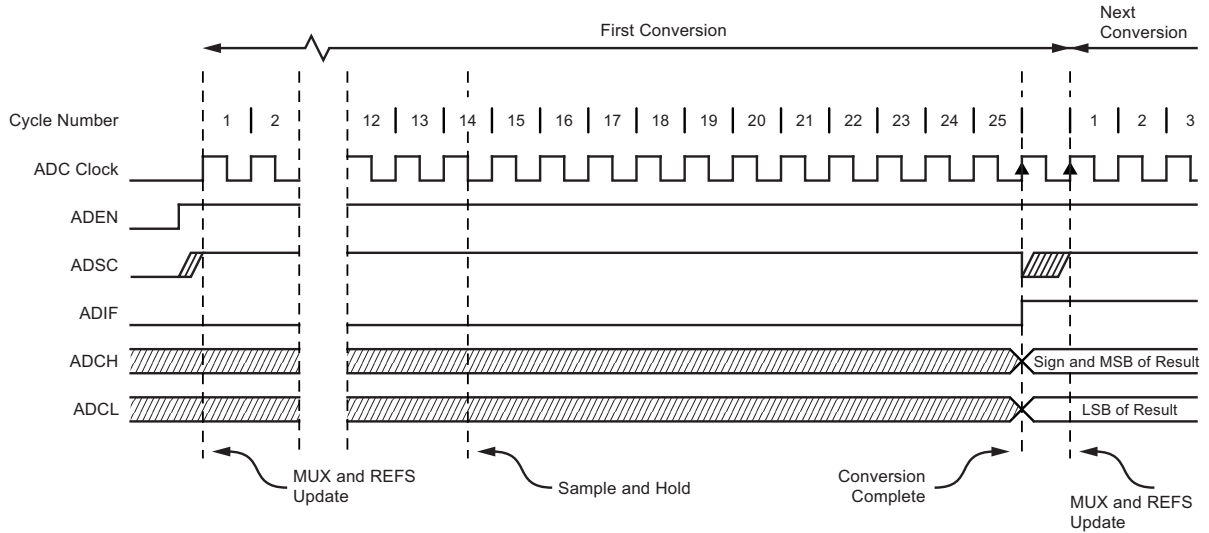 First Conversion
Next
Conversion
Cycle Number 1 2 12 13 14 15 16 17 18 19 20 21 22 23 24 25 1 2 3
ADC Clock
ADEN
ADSC
ADIF
ADCH Sign and MSB of Result
ADCL LSB of Result
MUX and REFS
Update
Sample and Hold
Conversion
Complete
MUX and REFS
Update